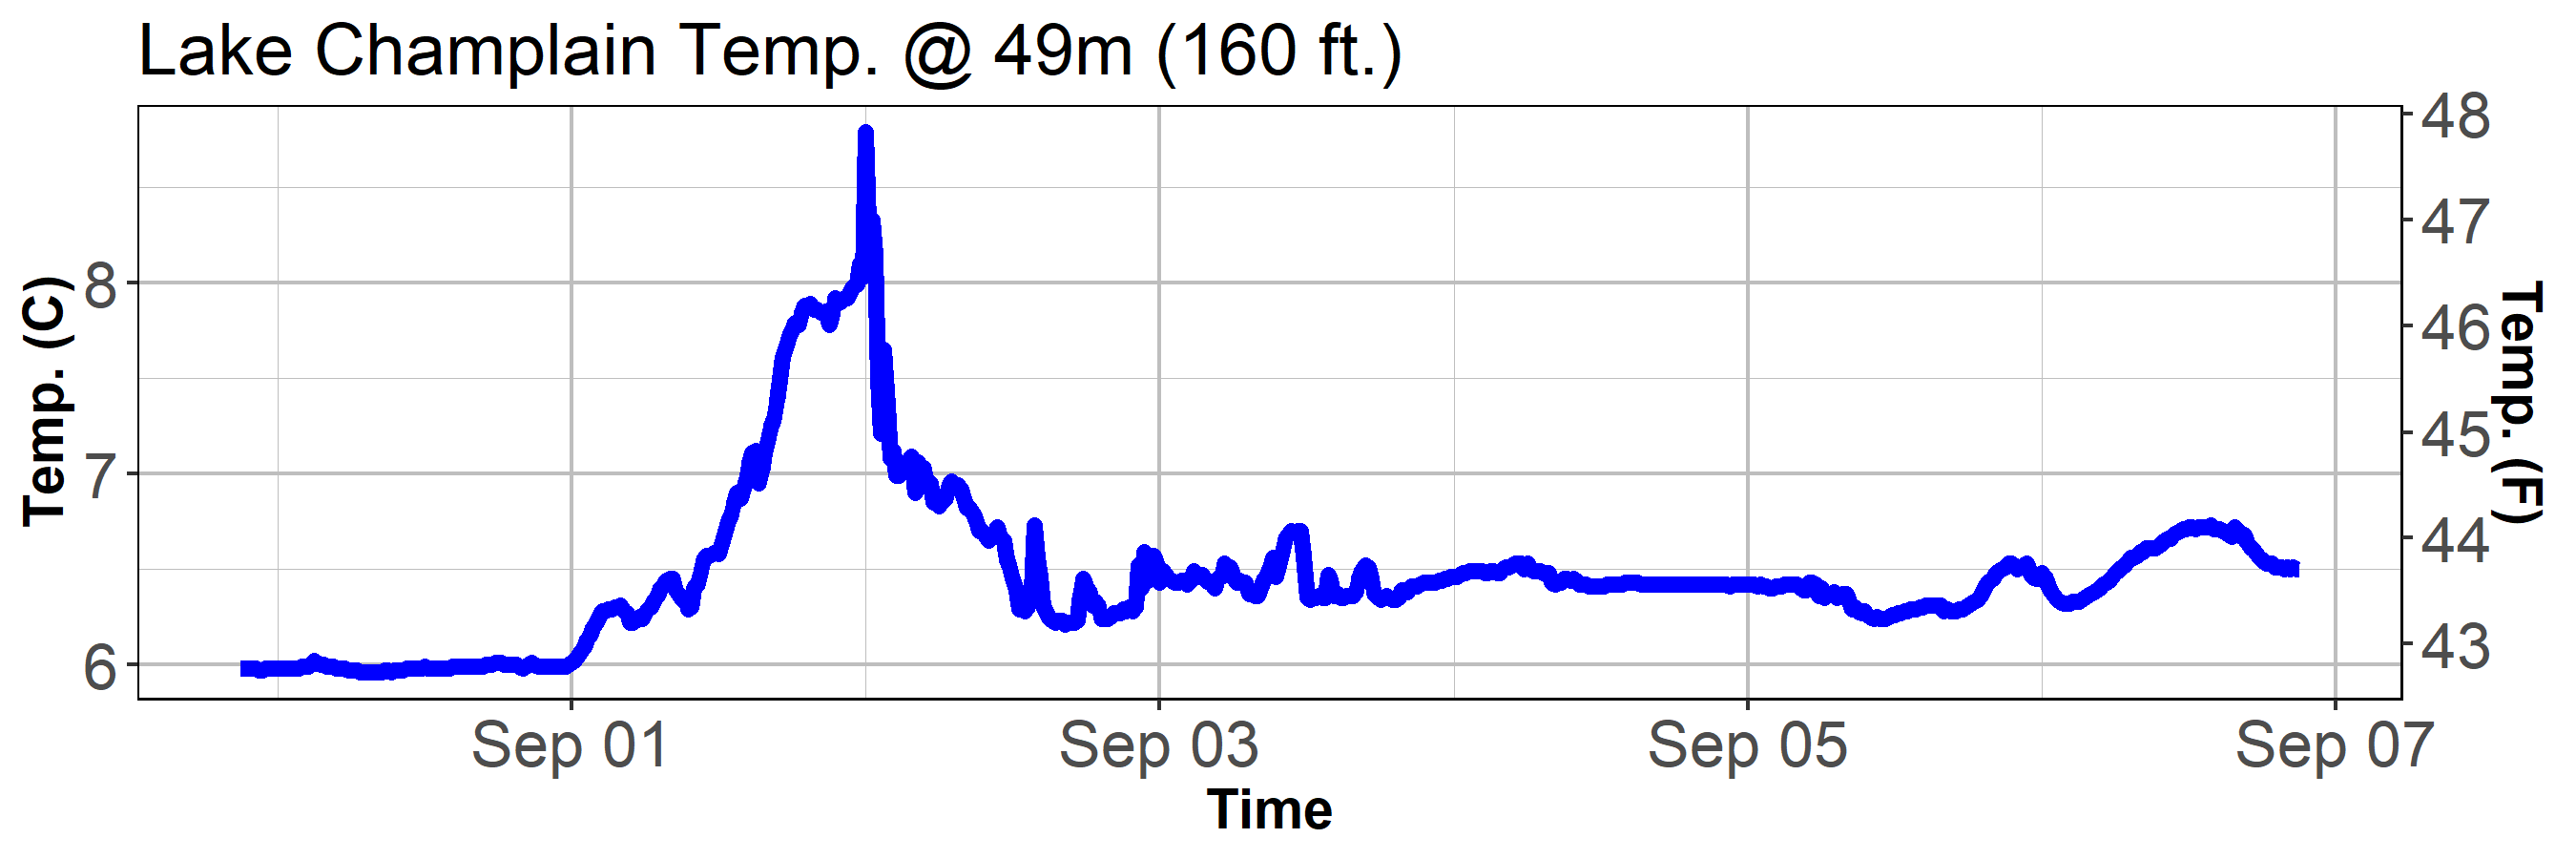 Lake Champlain Temp. @ 49m (160 ft.)
Temp. (C)
8
7
6
48
47
46
45
44
43
Temp. (F)
Sep 01 Sep 03 Sep 05 Sep 07
Time